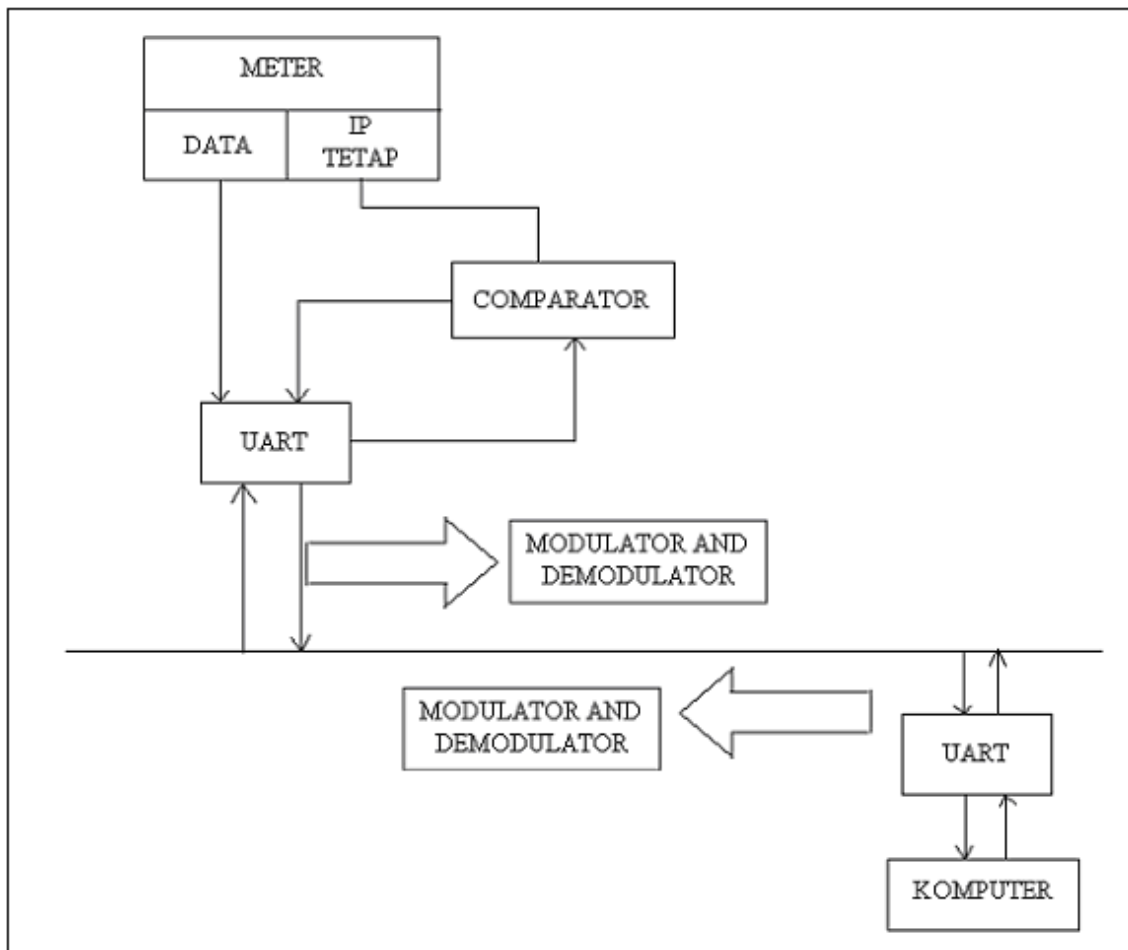 METER
DATA
IP
TETAP
COMPARATOR
UART
MODULATOR AND
DEMODULATOR
MODULATOR AND
DEMODULATOR
UART
KOMPUTER